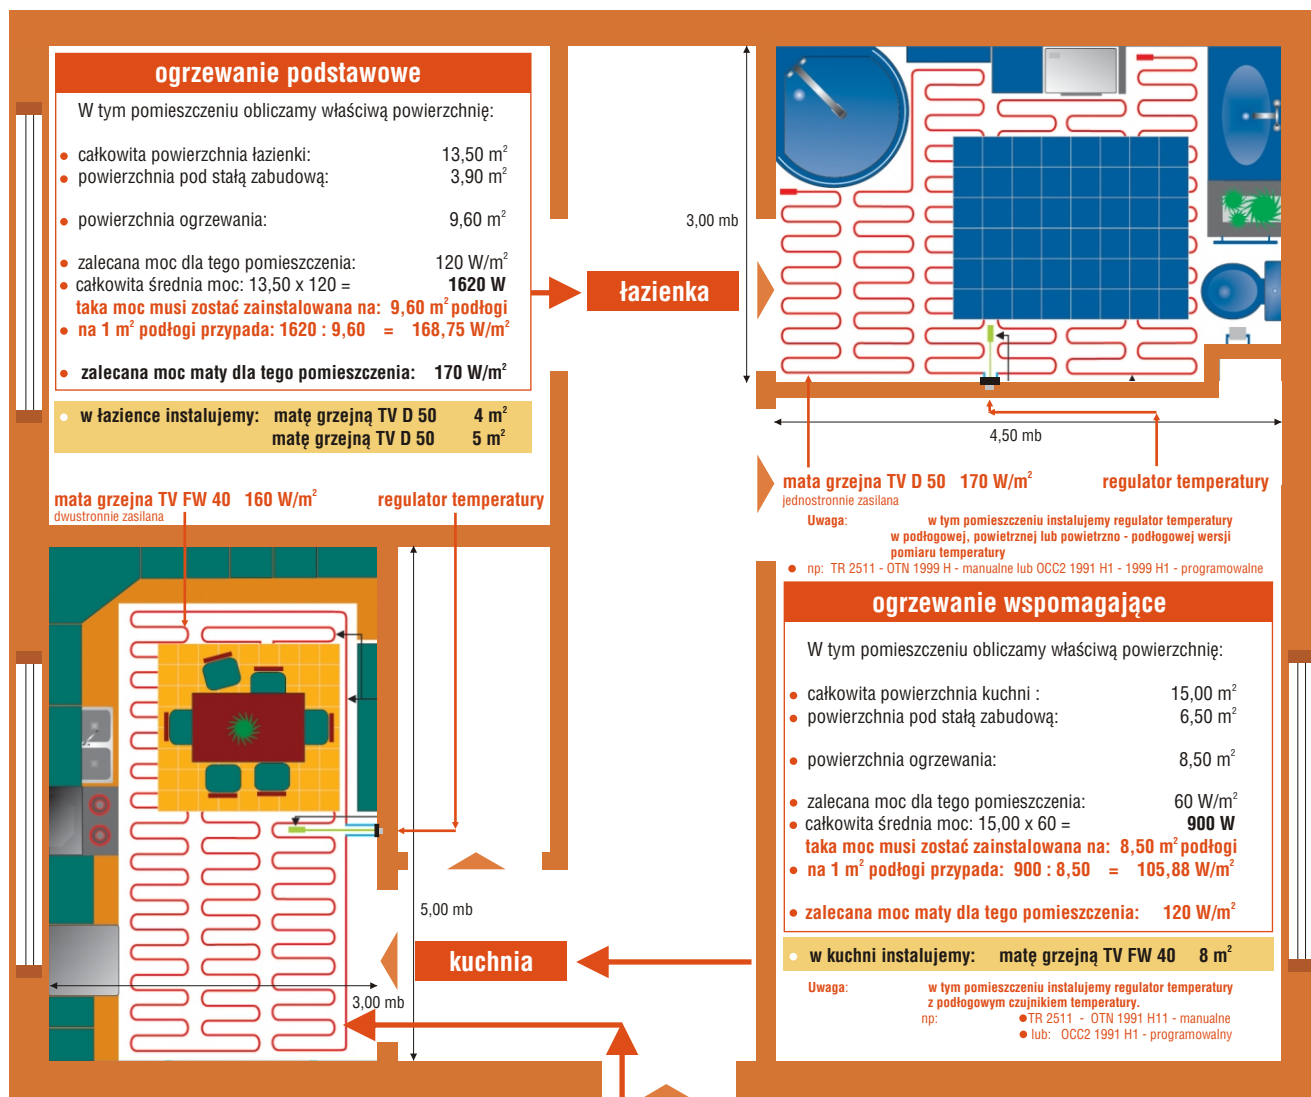 ogrzewanie podstawowe
W tym pomieszczeniu obliczamy właściwą powierzchnię:
całkowita powierzchnia łazienki: 13,50 m²
powierzchnia pod stałą zabudową: 3,90 m²
powierzchnia ogrzewania: 9,60 m²
zalecana moc dla tego pomieszczenia: 120 W/m²
całkowita średnia moc: 13,50 x 120 = 1620 W
taka moc musi zostać zainstalowana na: 9,60 m² podłogi
na 1 m² podłogi przypada: 1620 : 9,60 = 168,75 W/m²
zalecana moc maty dla tego pomieszczenia: 170 W/m²
w łazience instalujemy: matę grzejną TV D 50 4 m²
matę grzejną TV D 50 5 m²
łazienka
3,00 mb
4,50 mb
mata grzejna TV D 50 170 W/m²
jednostronnie zasilana
regulator temperatury
Uwaga: w tym pomieszczeniu instalujemy regulator temperatury
w podłogowej, powietrznej lub powietrzno - podłogowej wersji
pomiaru temperatury
np: TR 2511 - OTN 1999 H - manualne lub OCC2 1991 H1 - 1999 H1 - programowalne
mata grzejna TV FW 40 160 W/m²
dwustronnie zasilana
regulator temperatury
5,00 mb
3,00 mb
kuchnia
ogrzewanie wspomagające
W tym pomieszczeniu obliczamy właściwą powierzchnię:
całkowita powierzchnia kuchni : 15,00 m²
powierzchnia pod stałą zabudową: 6,50 m²
powierzchnia ogrzewania: 8,50 m²
zalecana moc dla tego pomieszczenia: 60 W/m²
całkowita średnia moc: 15,00 x 60 = 900 W
taka moc musi zostać zainstalowana na: 8,50 m² podłogi
na 1 m² podłogi przypada: 900 : 8,50 = 105,88 W/m²
zalecana moc maty dla tego pomieszczenia: 120 W/m²
w kuchni instalujemy: matę grzejną TV FW 40 8 m²
Uwaga: w tym pomieszczeniu instalujemy regulator temperatury
z podłogowym czujnikiem temperatury.
np: TR 2511 - OTN 1991 H11 - manualne
lub: OCC2 1991 H1 - programowalny